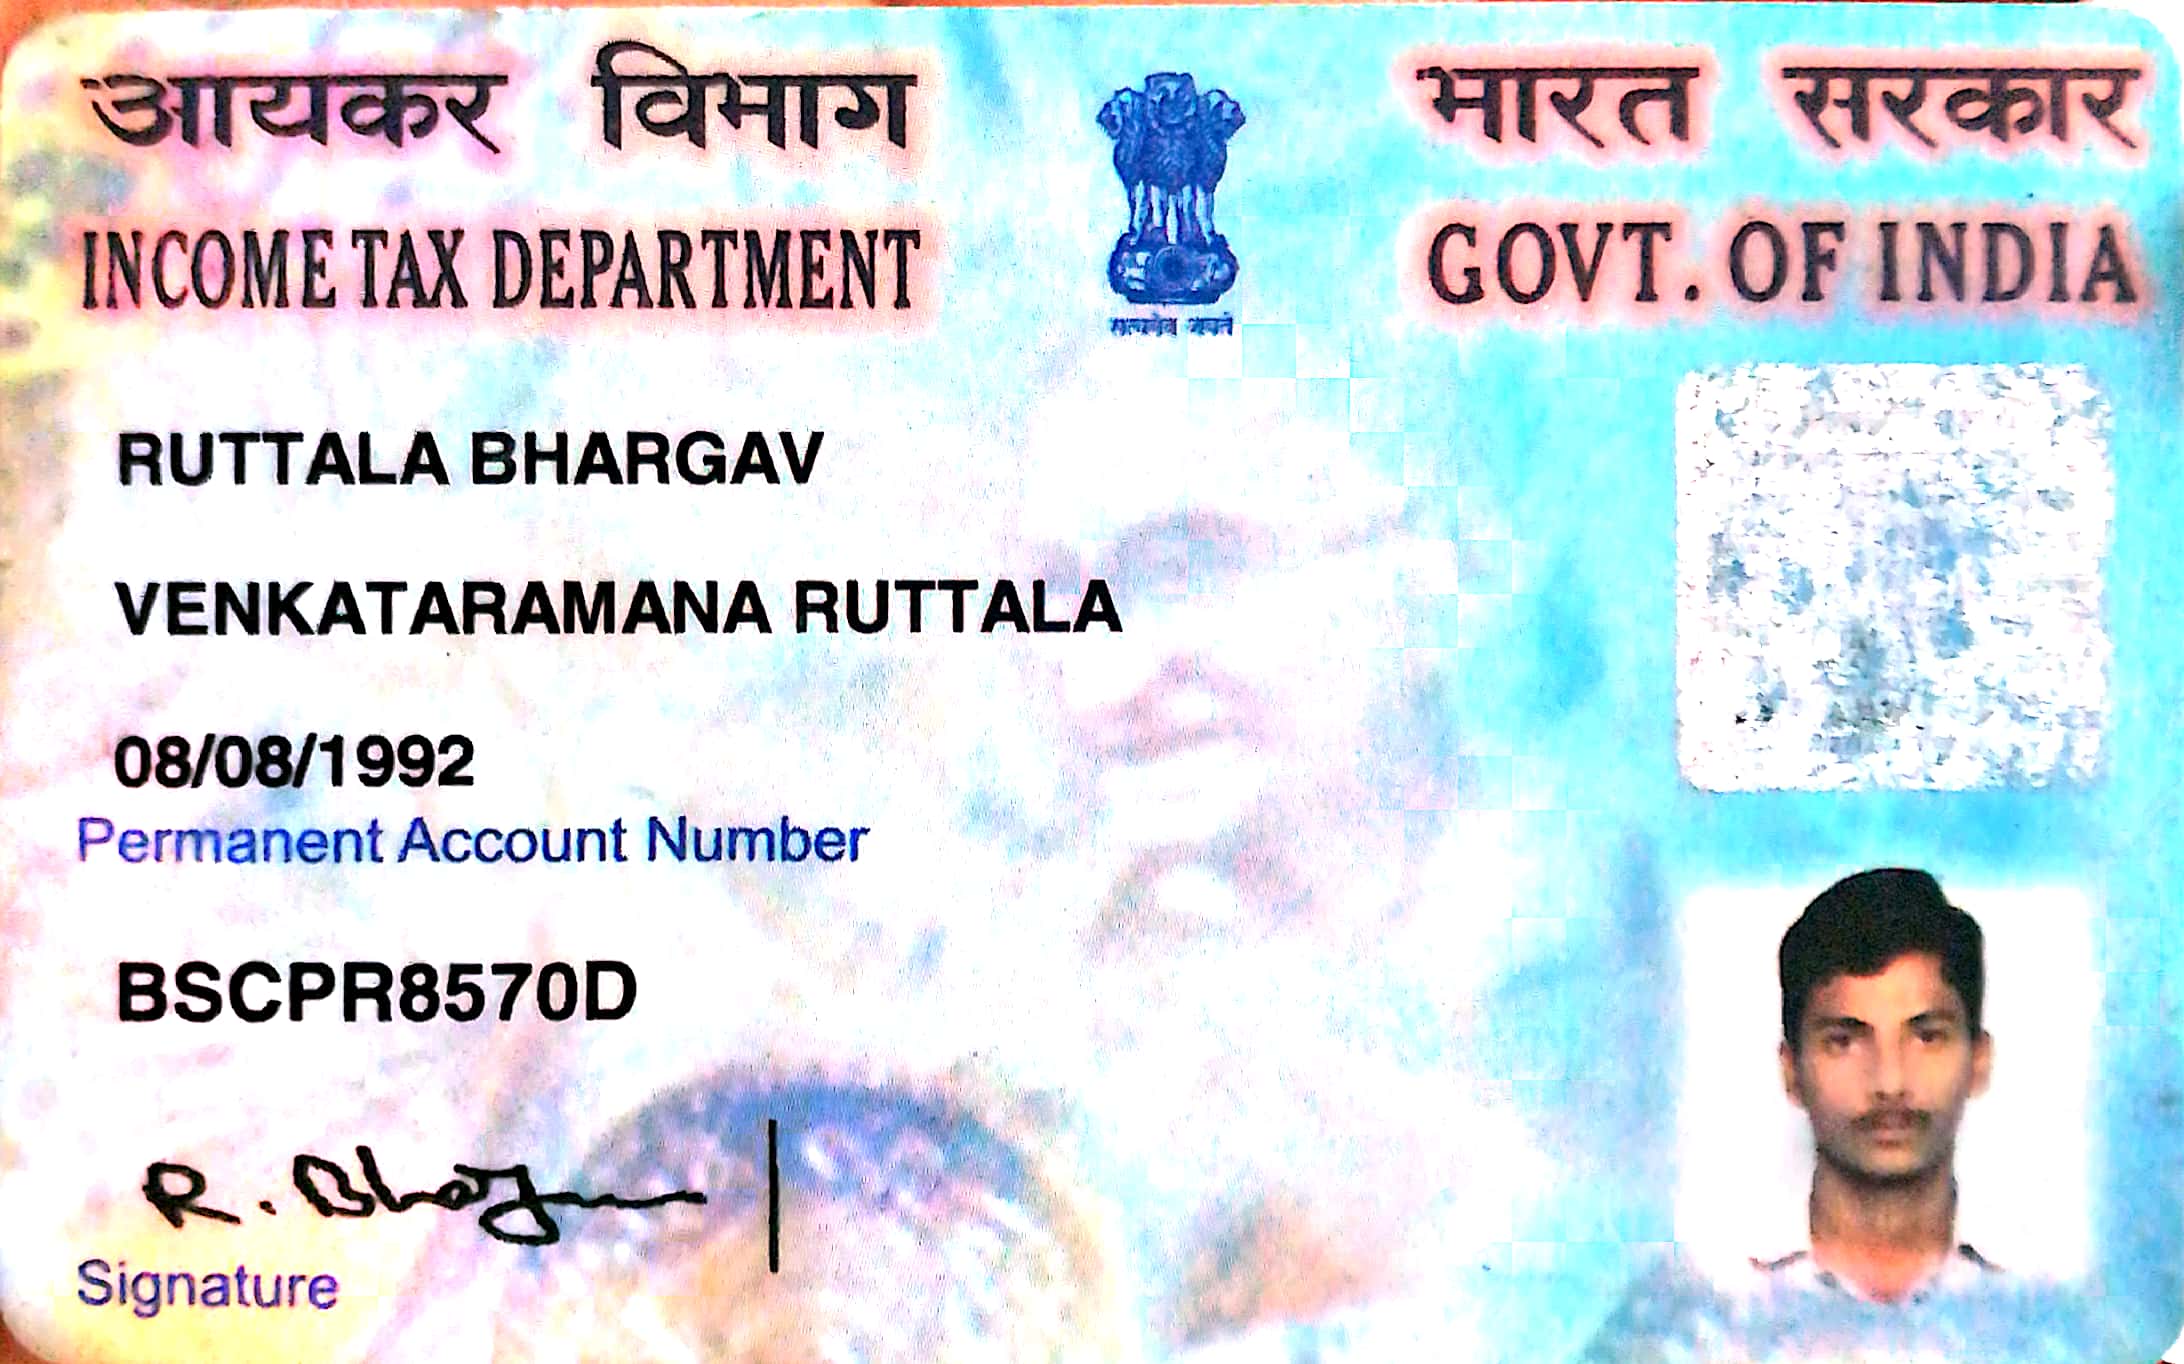 आयकर विभाग
भारत सरकार
INCOME TAX DEPARTMENT
GOVT. OF INDIA
सत्यमेव जयते
RUTTALA BHARGAV
VENKATARAMANA RUTTALA
08/08/1992
Permanent Account Number
BSCPR8570D
R. Bhargav
Signature